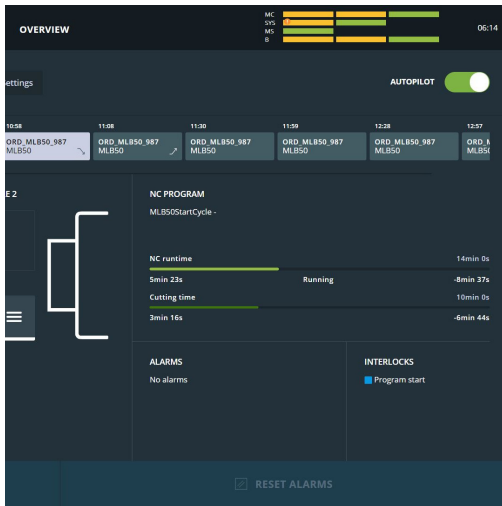 OVERVIEW
MC
SYS
MS
B
06:14
ettings
AUTOPILOT
10:58
11:08
11:30
11:59
12:28
12:57
ORD_MLB50_987
MLB50
ORD_MLB50_987
MLB50
ORD_MLB50_987
MLB50
ORD_MLB50_987
MLB50
ORD_MLB50_987
MLB50
E 2
NC PROGRAM
MLB50StartCycle -
NC runtime
14min 0s
5min 23s
Running
-8min 37s
Cutting time
10min 0s
3min 16s
-6min 44s
ALARMS
No alarms
INTERLOCKS
Program start
RESET ALARMS